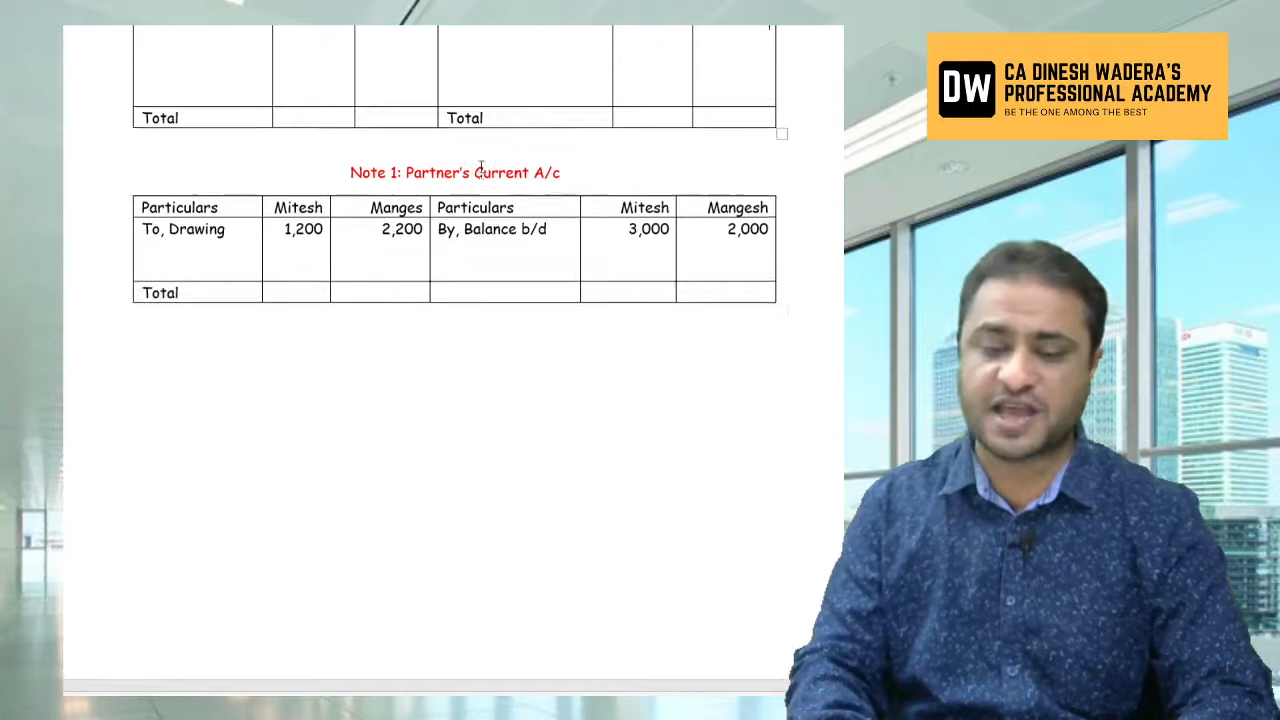 DW
CA DINESH WADERA'S
PROFESSIONAL ACADEMY
BE THE ONE AMONG THE BEST
Total Total
Note 1: Partner's Current A/c
Particulars Mitesh Manges Particulars Mitesh Mangesh
To, Drawing 1,200 2,200 By, Balance b/d 3,000 2,000
Total